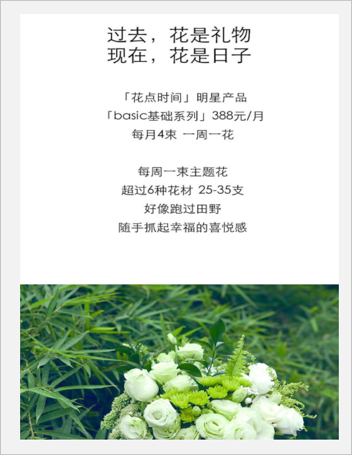 过去，花是礼物
现在，花是日子
「花点时间」明星产品
「basic基础系列」388元/月
每月4束 一周一花
每周一束主题花
超过6种花材 25-35支
好像跑过田野
随手抓起幸福的喜悦感